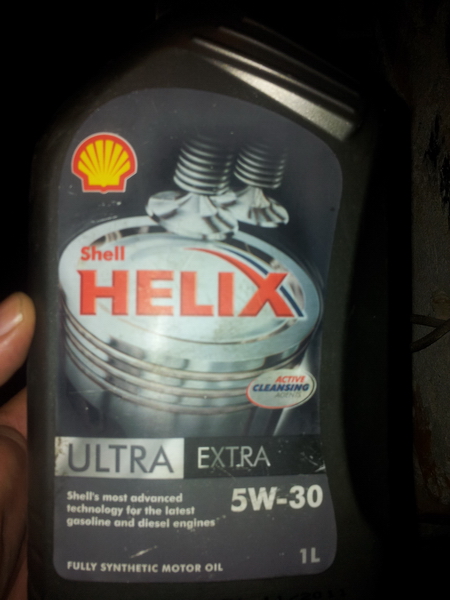 Shell
HELIX
ACTIVE
CLEANSING
AGENTS
ULTRA EXTRA
5W-30
Shell's most advanced
technology for the latest
gasoline and diesel engines
FULLY SYNTHETIC MOTOR OIL
1L